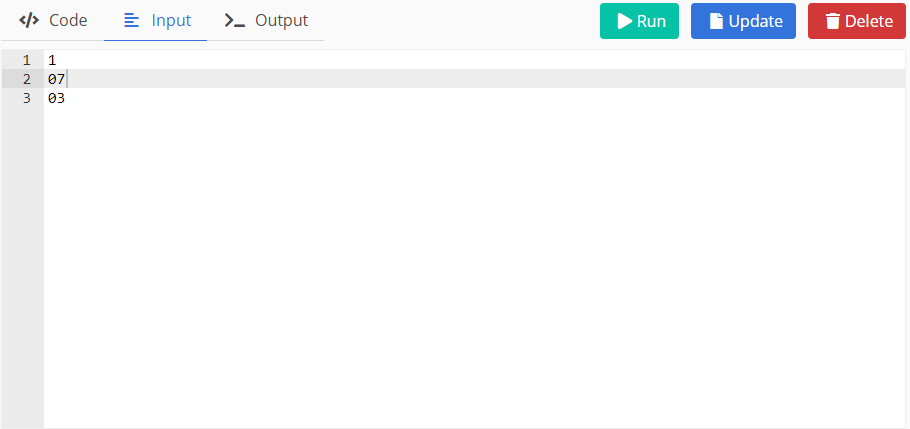 Code Input Output Run Update Delete
1 1
2 07
3 03